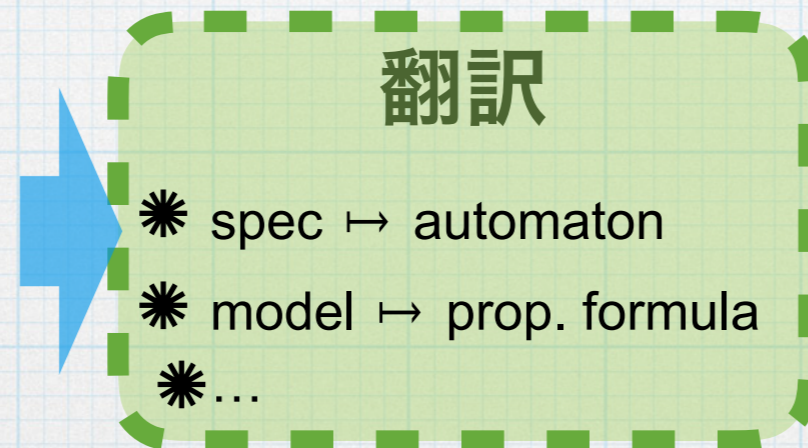 翻訳
✺ spec ↦ automaton
✺ model ↦ prop. formula
✺…